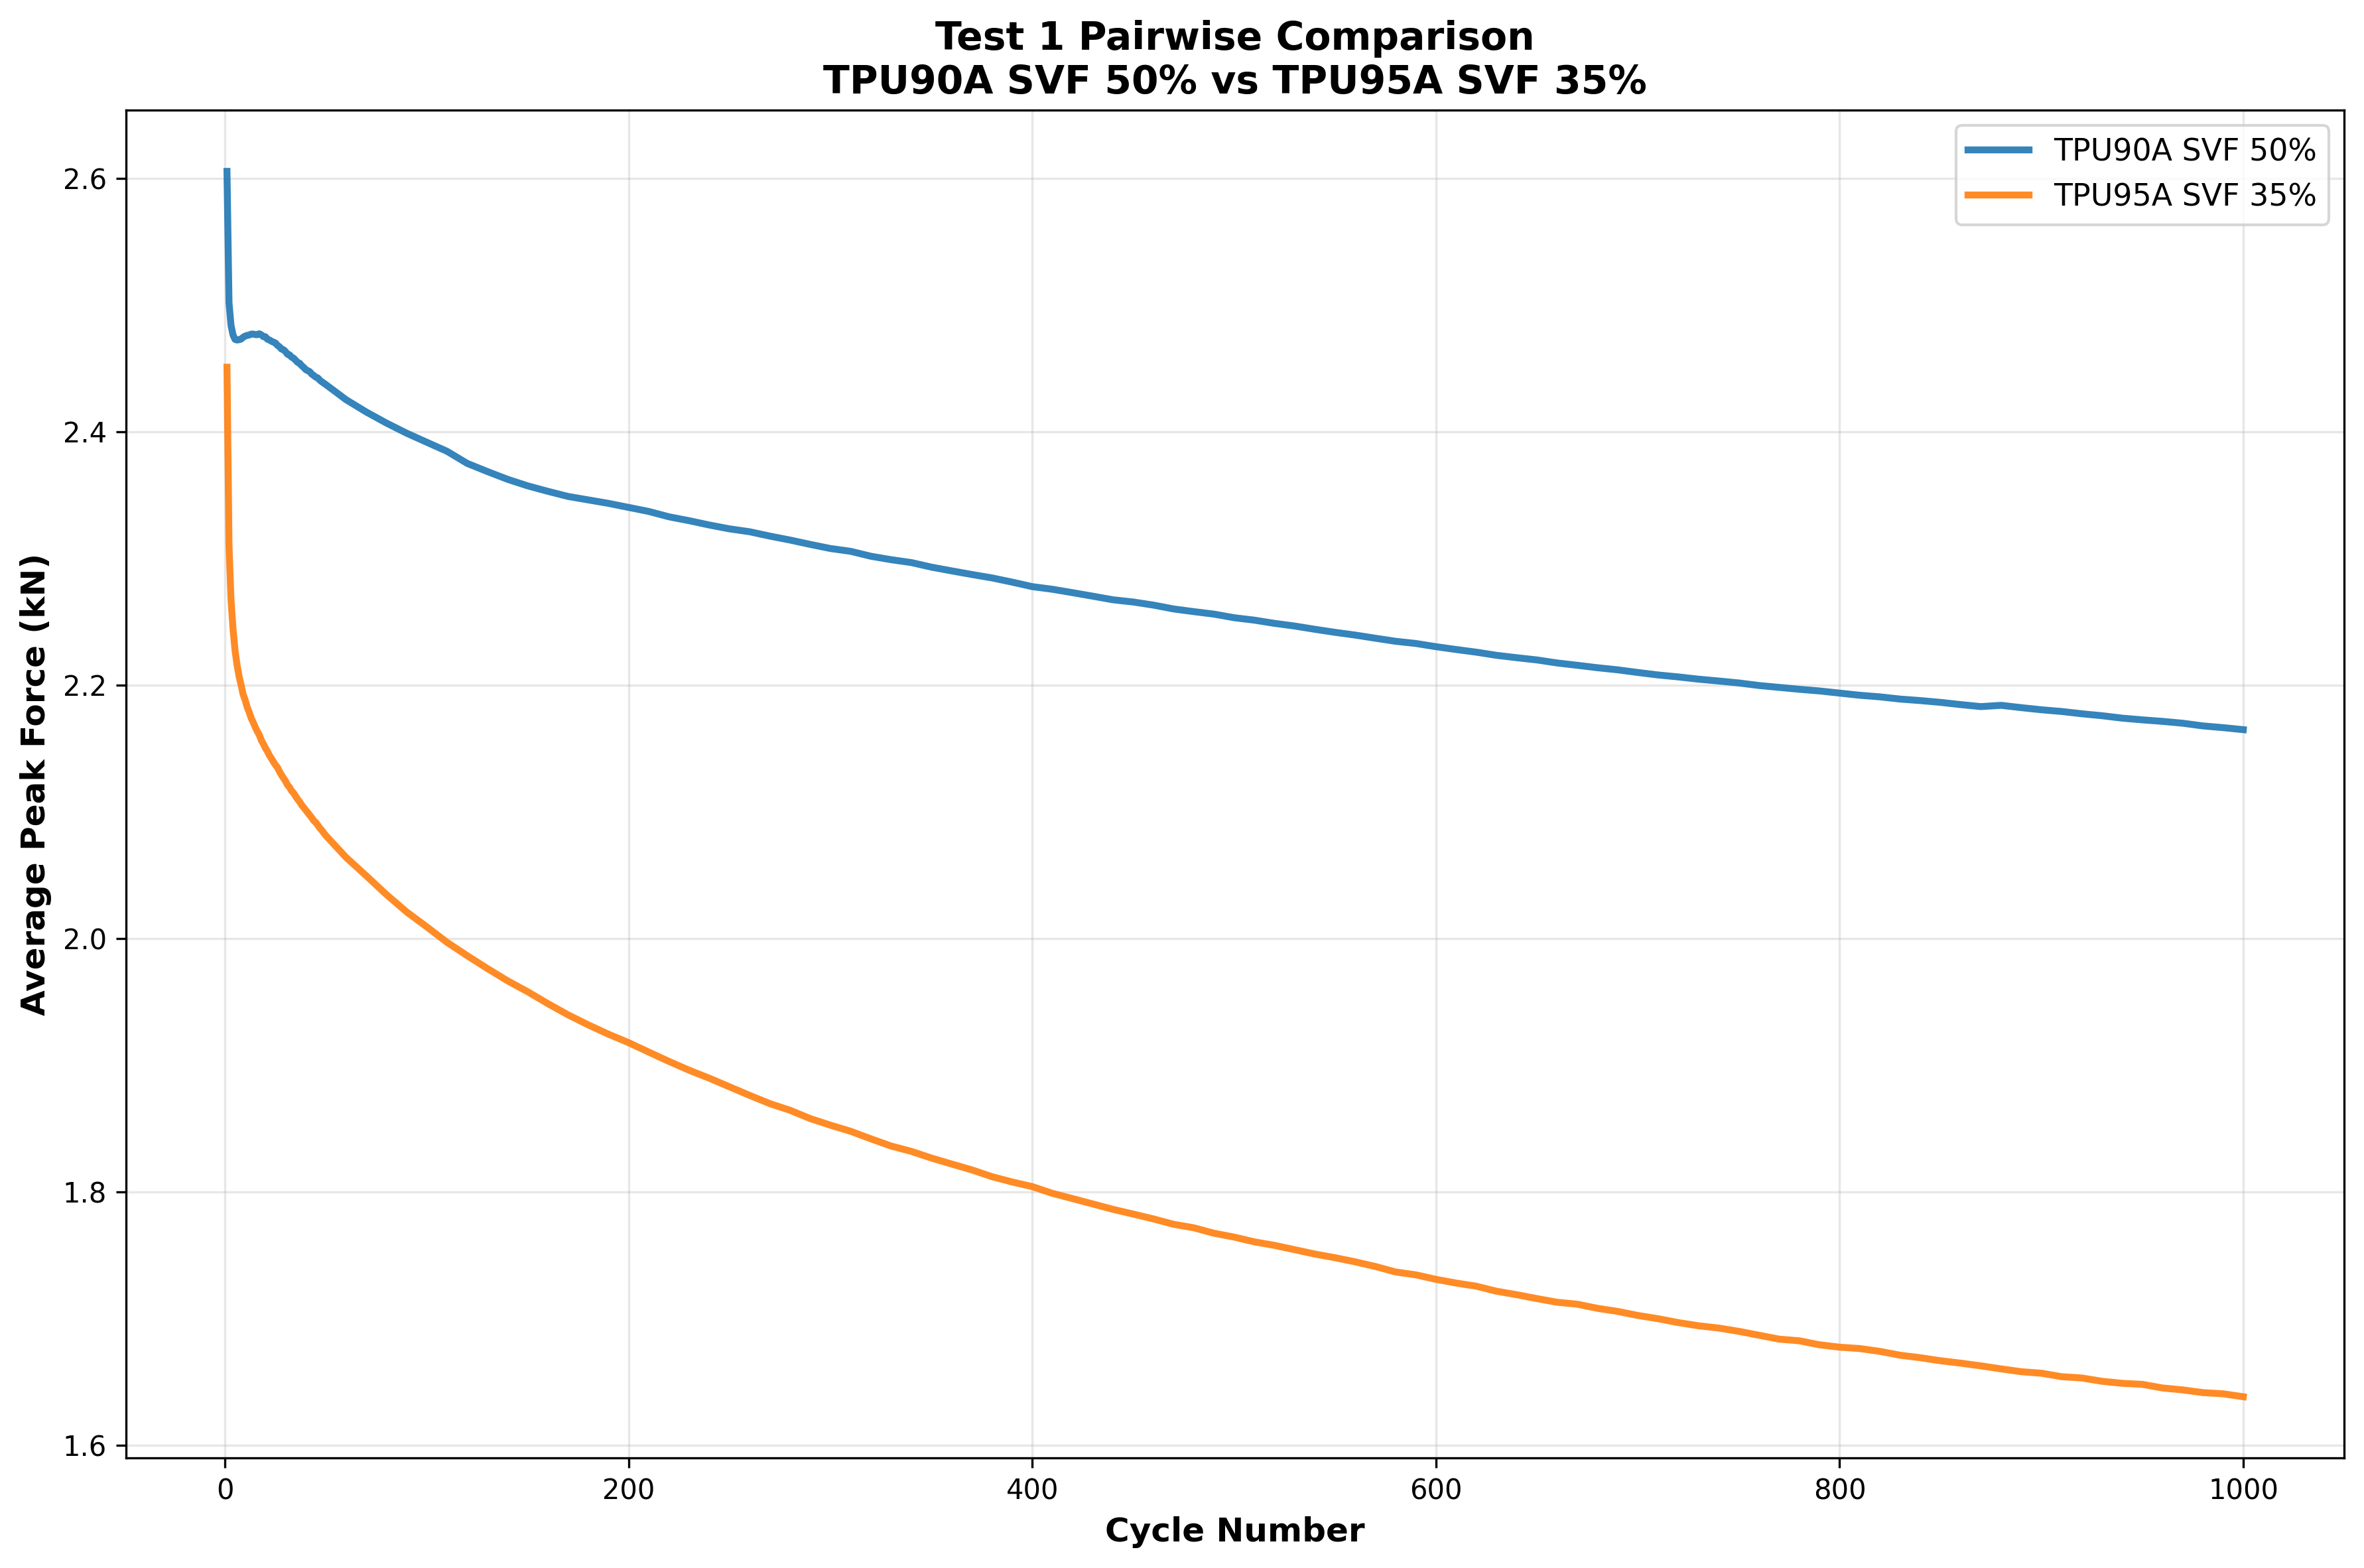 Test 1 Pairwise Comparison
TPU90A SVF 50% vs TPU95A SVF 35%
TPU90A SVF 50%
TPU95A SVF 35%
Average Peak Force (kN)
2.6
2.4
2.2
2.0
1.8
1.6
0
200
400
600
800
1000
Cycle Number